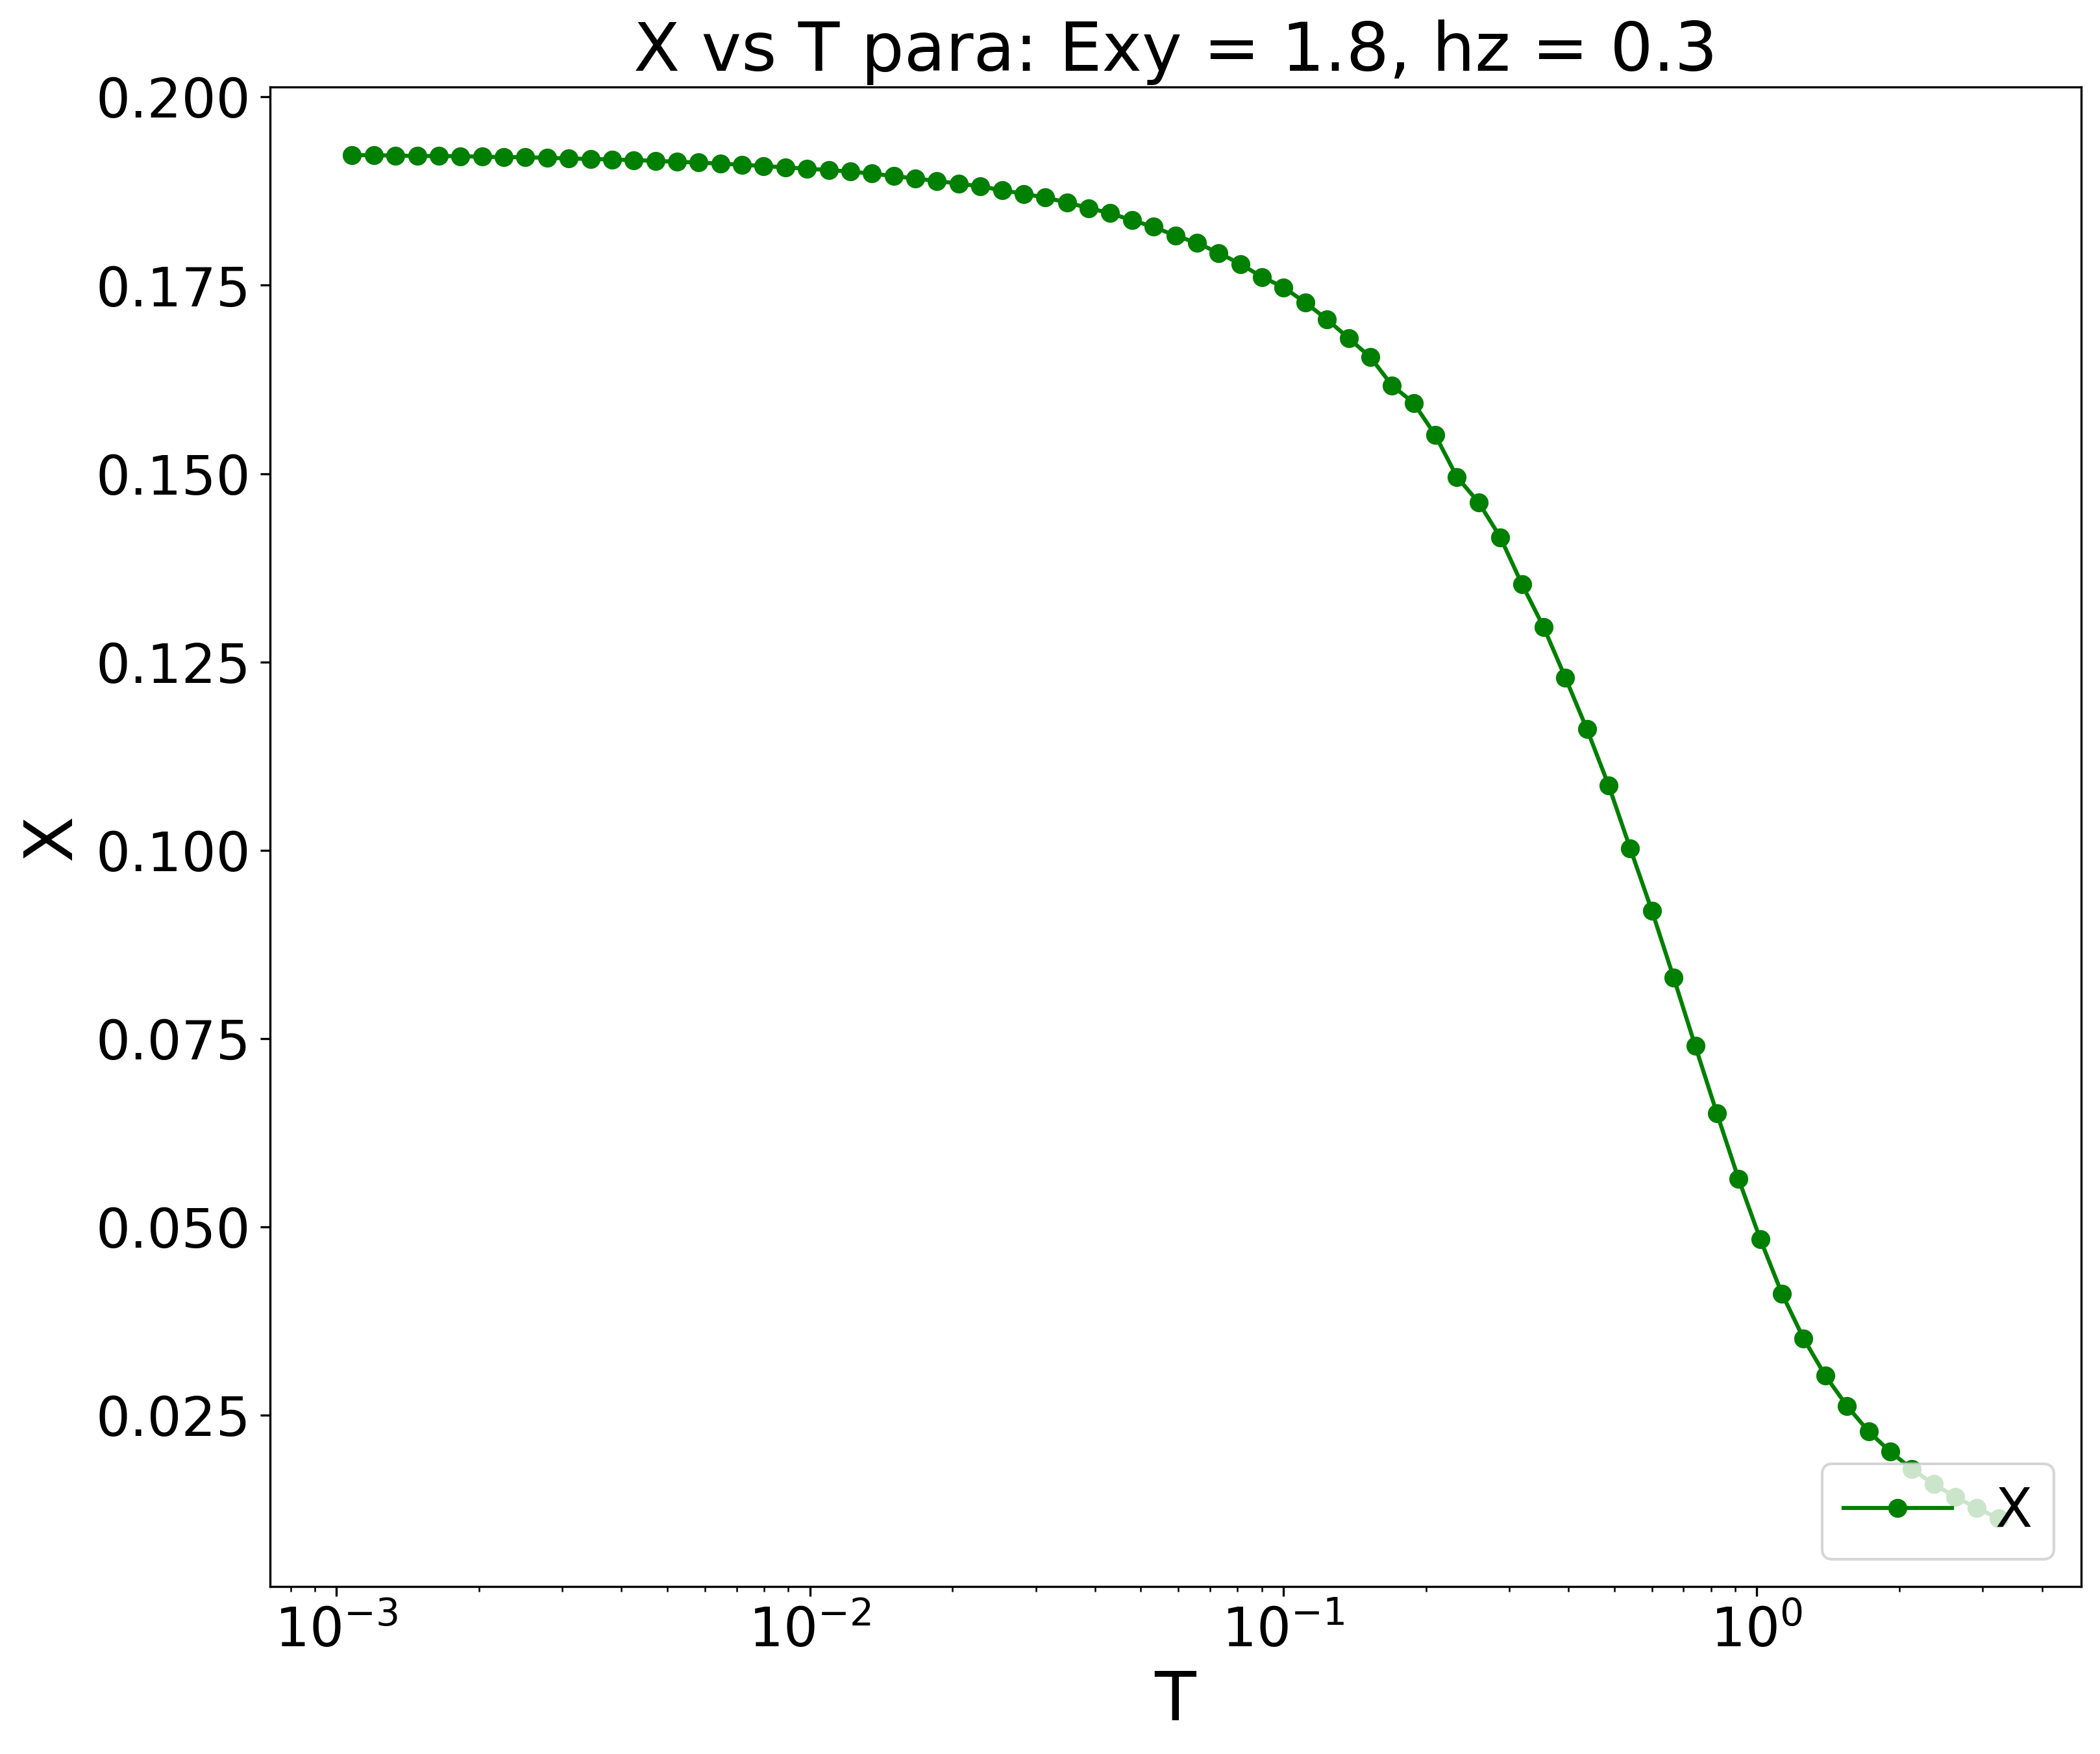 X vs T para: Exy = 1.8, hz = 0.3
0.200
0.175
0.150
0.125
0.100
0.075
0.050
0.025
X
X
10⁻³ 10⁻² 10⁻¹ 10⁰
T